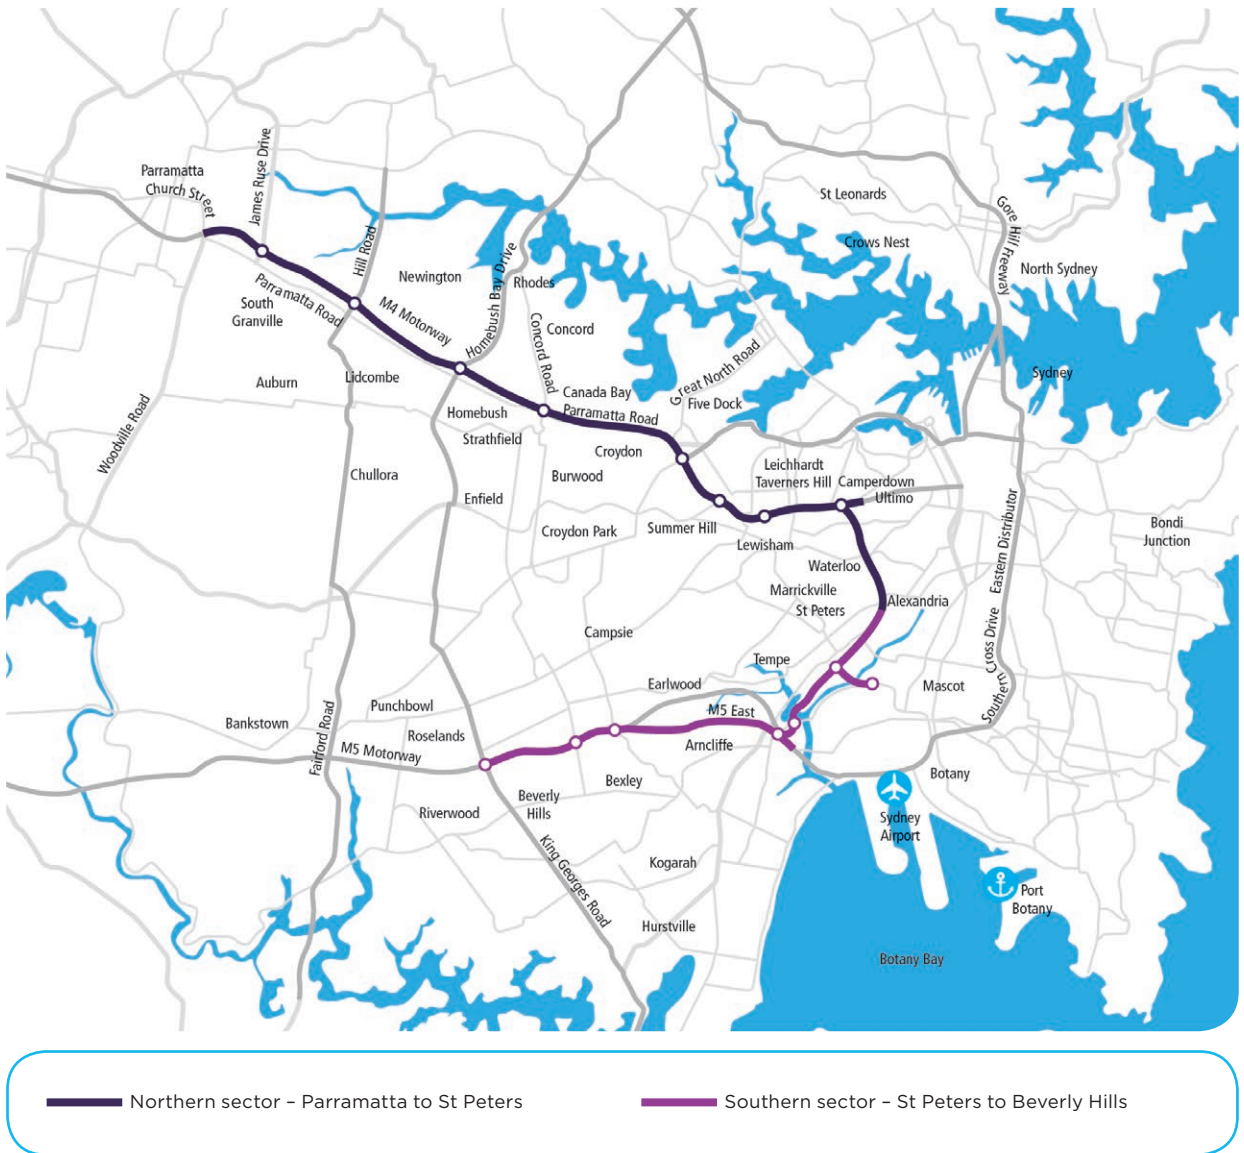 Parramatta
Church Street
James Ruse Drive
St Leonards
Gore Hill Freeway
Hill Road
Crows Nest
Newington
Homebush Bay Drive
Rhodes
North Sydney
South
Granville
Parramatta Road
M4 Motorway
Concord Road
Concord
Great North Road
Sydney
Auburn
Lidcombe
Canada Bay
Five Dock
Homebush
Parramatta Road
Woodville Road
Strathfield
Croydon
Chullora
Burwood
Leichhardt
Taverners Hill
Camperdown
Ultimo
Enfield
Croydon Park
Summer Hill
Lewisham
Eastern Distributor
Bondi
Junction
Waterloo
Marrickville
St Peters
Alexandria
Campsie
Southern Cross Drive
Tempe
Earlwood
Mascot
Punchbowl
M5 East
Bankstown
Fairford Road
Roselands
M5 Motorway
Arncliffe
Bexley
Botany
Beverly
Hills
Riverwood
Sydney
Airport
King Georges Road
Kogarah
Port
Botany
Hurstville
Botany Bay
Northern sector – Parramatta to St Peters
Southern sector – St Peters to Beverly Hills